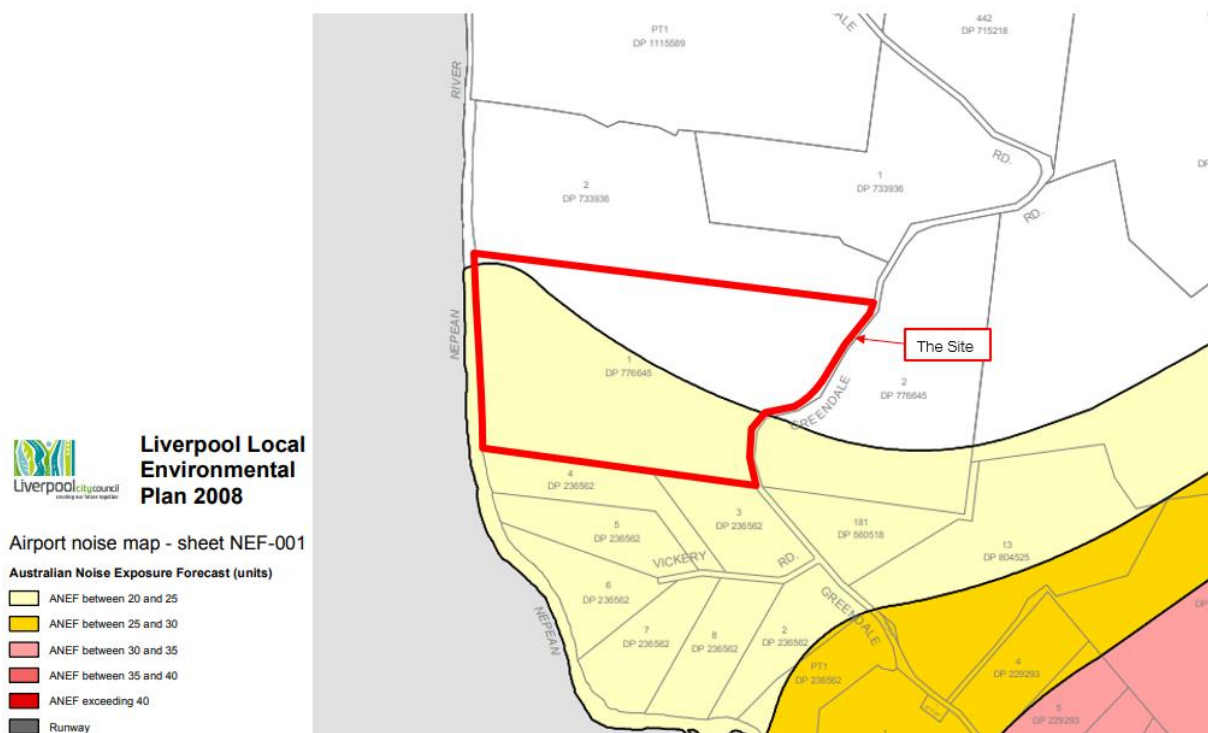 PT1
DP 1115589
442
DP 715218
RIVER
RD.
2
DP 733936
1
DP 733936
RD.
NEPEAN
The Site
1
DP 776645
2
DP 776645
GREENDALE
Liverpool Local
Environmental
Plan 2008
Liverpool city council
creating our future together
4
DP 236562
3
DP 236562
181
DP 560518
5
DP 236562
13
DP 804525
VICKERY
RD.
Airport noise map - sheet NEF-001
Australian Noise Exposure Forecast (units)
ANEF between 20 and 25
ANEF between 25 and 30
ANEF between 30 and 35
ANEF between 35 and 40
ANEF exceeding 40
Runway
6
DP 236562
GREENDALE
NEPEAN
7
DP 236562
8
DP 236562
2
DP 236562
PT1
DP 236562
4
DP 229293
5
DP 229293